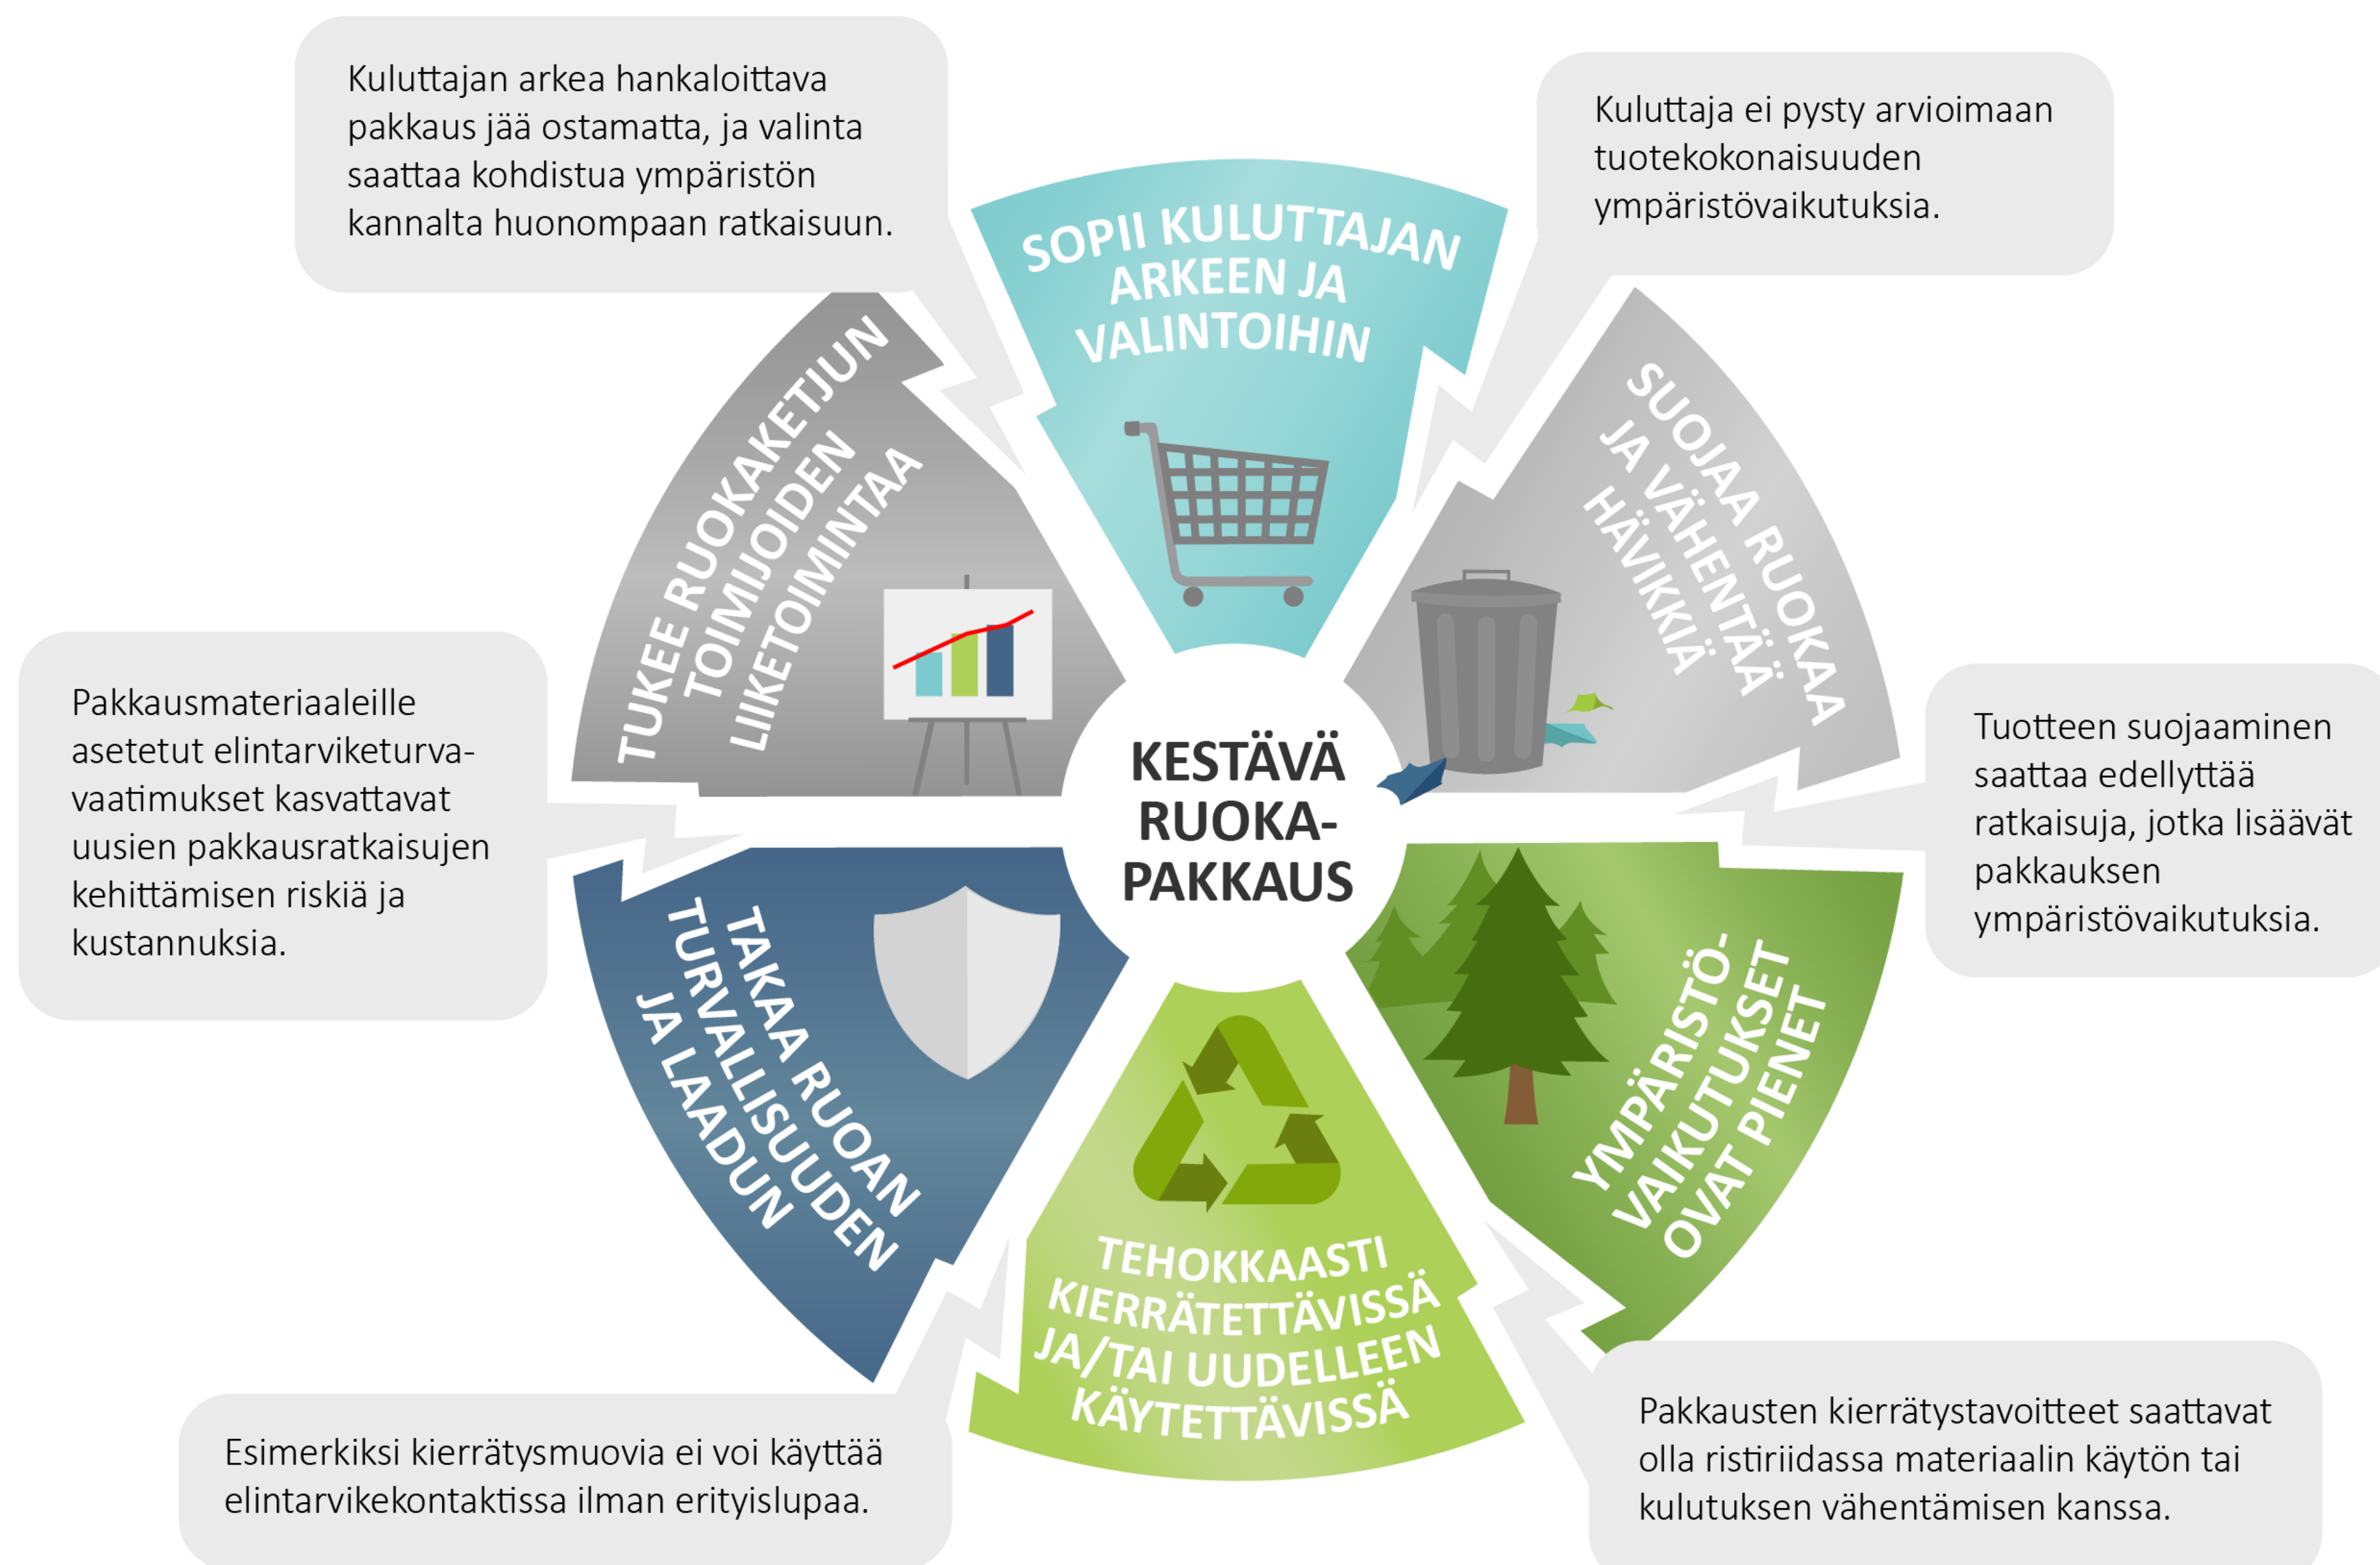 Kuluttajan arkea hankaloittava
pakkaus jää ostamatta, ja valinta
saattaa kohdistua ympäristön
kannalta huonompaan ratkaisuun.
Kuluttaja ei pysty arvioimaan
tuotekokonaisuuden
ympäristövaikutuksia.
SOPII KULUTTAJAN
ARKEEN JA
VALINTOIHIN
TUKEE RUOKAKETJUN
TOIMIJOIDEN
LIIKETOIMINTAA
SUOJAA RUOKAA
JA VÄHENTÄÄ
HÄVIKKIÄ
Pakkausmateriaaleille
asetetut elintarviketurva-
vaatimukset kasvattavat
uusien pakkausratkaisujen
kehittämisen riskiä ja
kustannuksia.
KESTÄVÄ
RUOKA-
PAKKAUS
Tuotteen suojaaminen
saattaa edellyttää
ratkaisuja, jotka lisäävät
pakkauksen
ympäristövaikutuksia.
TAKAA RUOAN
TURVALLISUUDEN
JA LAADUN
YMPÄRISTÖ-
VAIKUTUKSET
OVAT PIENET
TEHOKKAASTI
KIERRÄTETTÄVISSÄ
JA/TAI UUDELLEEN
KÄYTETTÄVISSÄ
Esimerkiksi kierrätysmuovia ei voi käyttää
elintarvikekontaktissa ilman erityislupaa.
Pakkausten kierrätystavoitteet saattavat
olla ristiriidassa materiaalin käytön tai
kulutuksen vähentämisen kanssa.